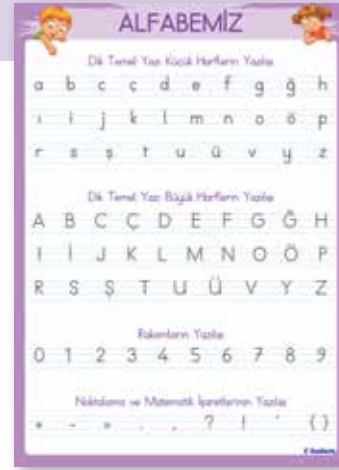 ALFABEMİZ
Dik Temel Yazı Küçük Harflerin Yazılışı
a b c ç d e f g ğ h
ı i j k l m n o ö p
r s ş t u ü v y z
Dik Temel Yazı Büyük Harflerin Yazılışı
A B C Ç D E F G Ğ H
I İ J K L M N O Ö P
R S Ş T U Ü V Y Z
Rakamların Yazılışı
0 1 2 3 4 5 6 7 8 9
Noktalama ve Matematik İşaretlerinin Yazılışı
+ - = . , ? ! ' ( )